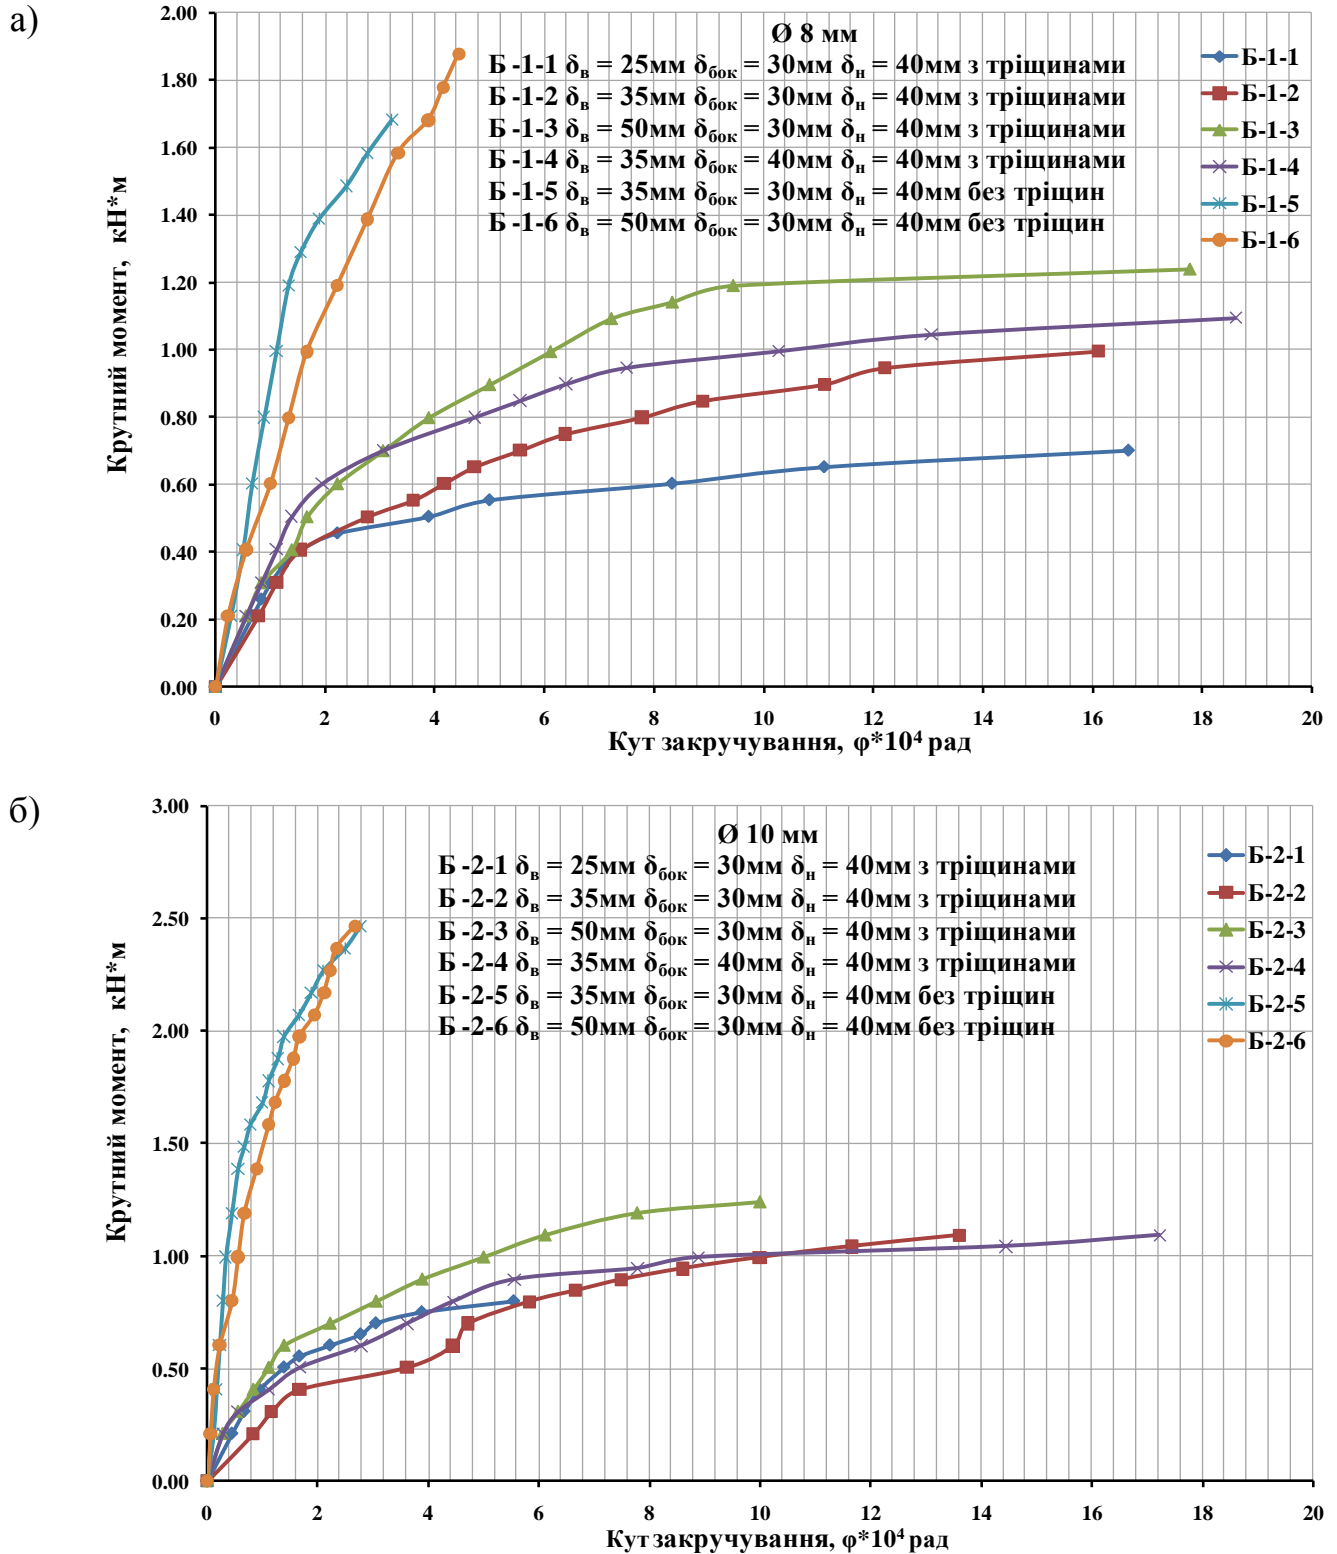 а)
2.00
1.80
1.60
1.40
1.20
1.00
0.80
0.60
0.40
0.20
0.00
Крутний момент, кН*м
Ø 8 мм
Б -1-1 δв = 25мм δбок = 30мм δн = 40мм з тріщинами
Б -1-2 δв = 35мм δбок = 30мм δн = 40мм з тріщинами
Б -1-3 δв = 50мм δбок = 30мм δн = 40мм з тріщинами
Б -1-4 δв = 35мм δбок = 40мм δн = 40мм з тріщинами
Б -1-5 δв = 35мм δбок = 30мм δн = 40мм без тріщин
Б -1-6 δв = 50мм δбок = 30мм δн = 40мм без тріщин
Б-1-1
Б-1-2
Б-1-3
Б-1-4
Б-1-5
Б-1-6
0 2 4 6 8 10 12 14 16 18 20
Кут закручування, φ*10⁴ рад
б)
3.00
2.50
2.00
1.50
1.00
0.50
0.00
Крутний момент, кН*м
Ø 10 мм
Б -2-1 δв = 25мм δбок = 30мм δн = 40мм з тріщинами
Б -2-2 δв = 35мм δбок = 30мм δн = 40мм з тріщинами
Б -2-3 δв = 50мм δбок = 30мм δн = 40мм з тріщинами
Б -2-4 δв = 35мм δбок = 40мм δн = 40мм з тріщинами
Б -2-5 δв = 35мм δбок = 30мм δн = 40мм без тріщин
Б -2-6 δв = 50мм δбок = 30мм δн = 40мм без тріщин
Б-2-1
Б-2-2
Б-2-3
Б-2-4
Б-2-5
Б-2-6
0 2 4 6 8 10 12 14 16 18 20
Кут закручування, φ*10⁴ рад